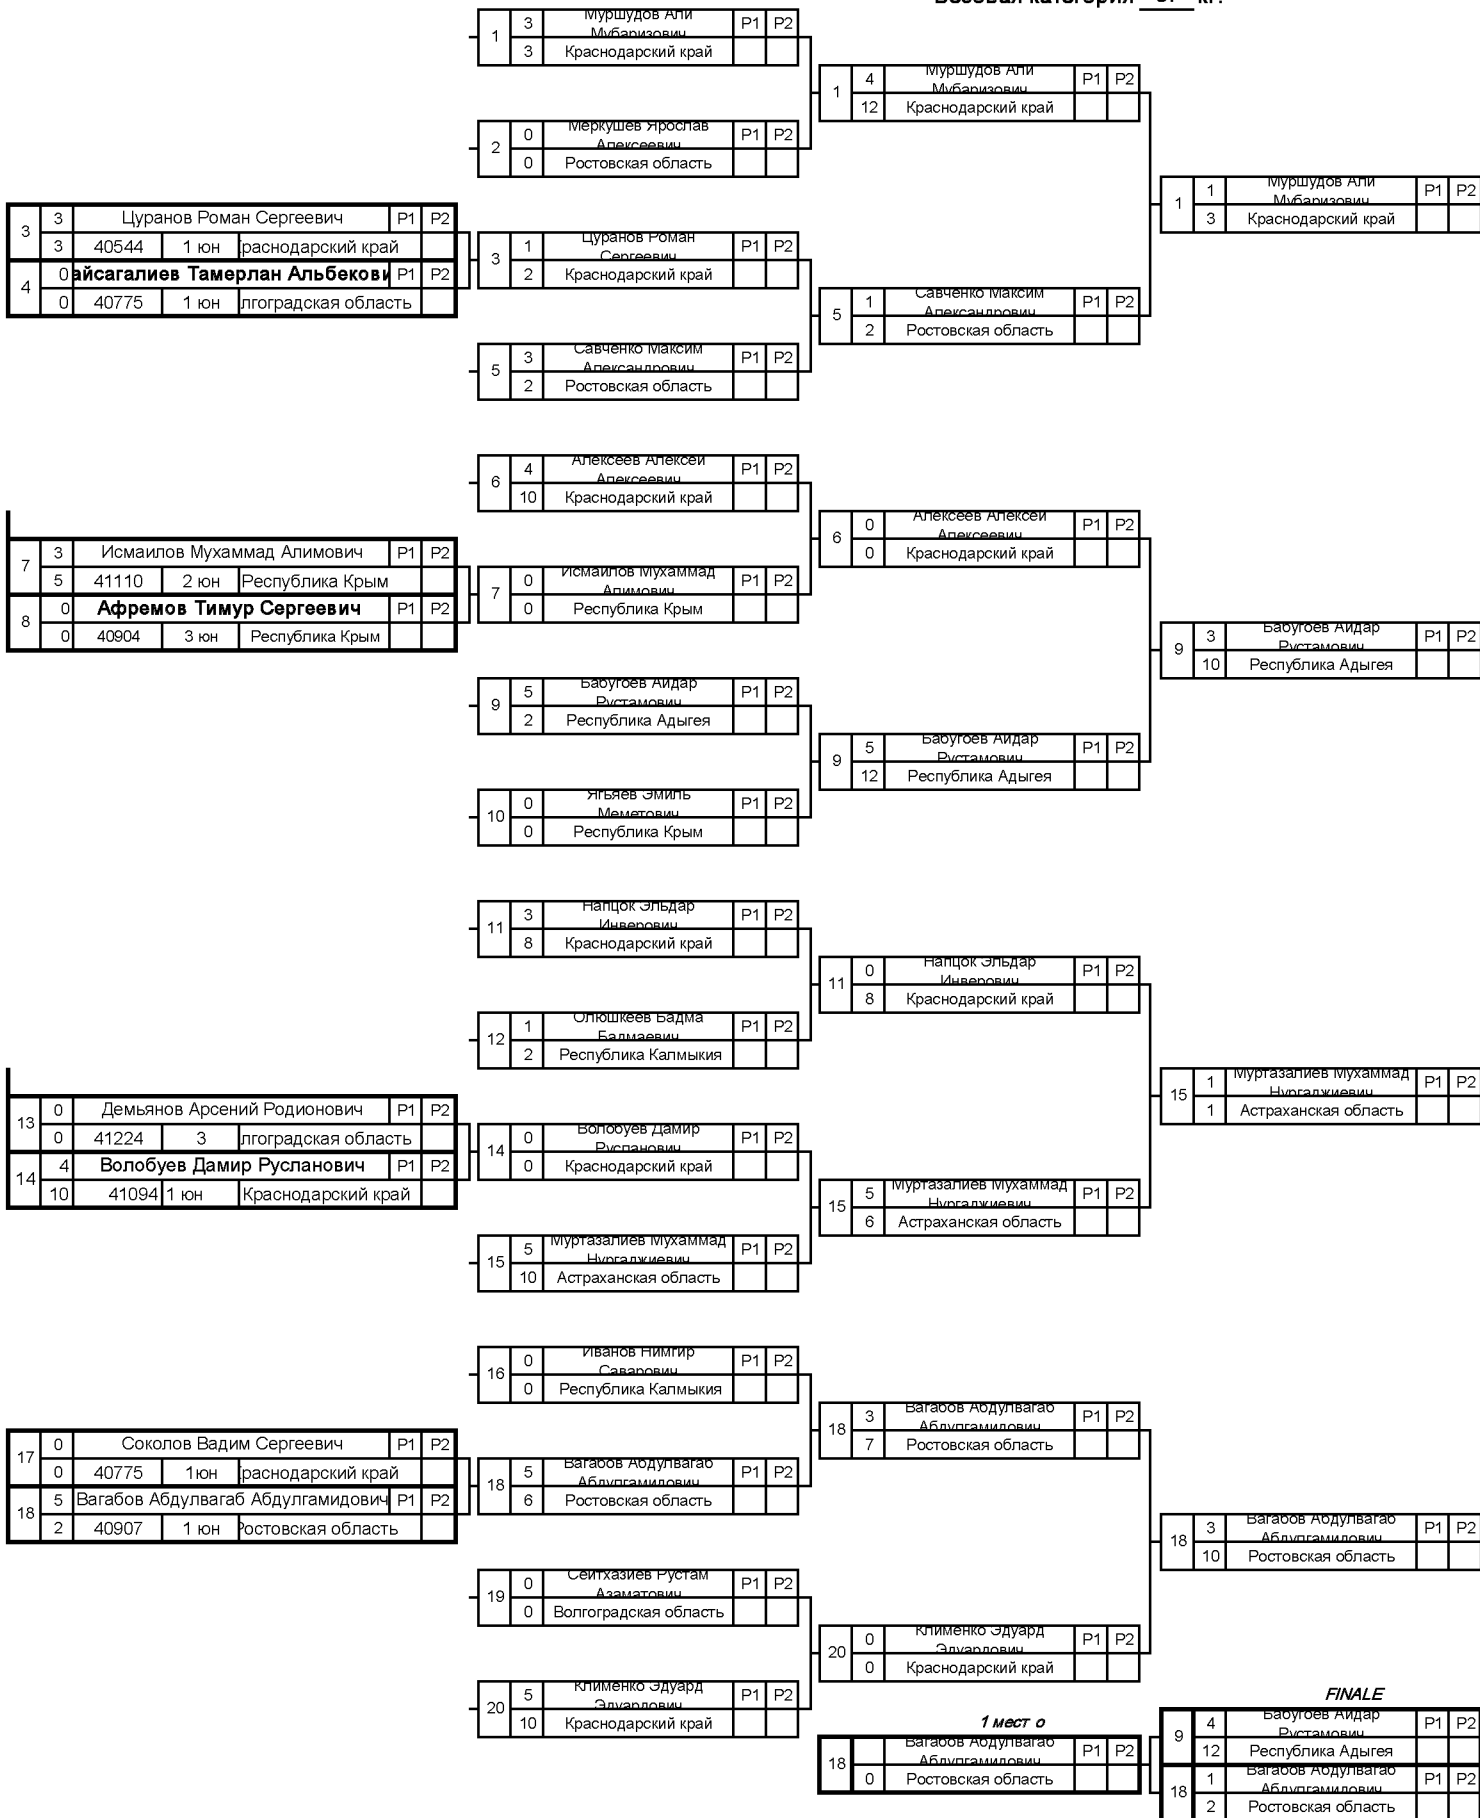 Весовая категория кг.
1 3 Муршудов Али Мубаризович P1 P2
3 Краснодарский край
2 0 Меркушев Ярослав Алексеевич P1 P2
0 Ростовская область
3 3 Цуранов Роман Сергеевич P1 P2
3 40544 1 юн раснодарский край
4 0 айсагалиев Тамерлан Альбекови P1 P2
0 40775 1 юн лгоградская область
3 1 Цуранов Роман Сергеевич P1 P2
2 Краснодарский край
5 3 Савченко Максим Александрович P1 P2
2 Ростовская область
6 4 Алексеев Алексей Алексеевич P1 P2
10 Краснодарский край
7 3 Исмаилов Мухаммад Алимович P1 P2
5 41110 2 юн Республика Крым
8 0 Афремов Тимур Сергеевич P1 P2
0 40904 3 юн Республика Крым
7 0 Исмаилов Мухаммад Алимович P1 P2
0 Республика Крым
9 5 Бабугоев Айдар Рустамович P1 P2
2 Республика Адыгея
10 0 Ягьяев Эмиль Меметович P1 P2
0 Республика Крым
11 3 Напцок Эльдар Инверович P1 P2
8 Краснодарский край
12 1 Олюшкеев Бадма Бадмаевич P1 P2
2 Республика Калмыкия
13 0 Демьянов Арсений Родионович P1 P2
0 41224 3 лгоградская область
14 4 Волобуев Дамир Русланович P1 P2
10 41094 1 юн Краснодарский край
14 0 Волобуев Дамир Русланович P1 P2
0 Краснодарский край
15 5 Муртазалиев Мухаммад Нургаджиевич P1 P2
10 Астраханская область
16 0 Иванов Нимгир Саварович P1 P2
0 Республика Калмыкия
17 0 Соколов Вадим Сергеевич P1 P2
0 40775 1юн раснодарский край
18 5 Вагабов Абдулвагаб Абдулгамидович P1 P2
2 40907 1 юн Ростовская область
18 5 Вагабов Абдулвагаб Абдулгамидович P1 P2
6 Ростовская область
19 0 Сейтхазиев Рустам Азаматович P1 P2
0 Волгоградская область
20 5 Клименко Эдуард Эдуардович P1 P2
10 Краснодарский край
1 4 Муршудов Али Мубаризович P1 P2
12 Краснодарский край
5 1 Савченко Максим Александрович P1 P2
2 Ростовская область
6 0 Алексеев Алексей Алексеевич P1 P2
0 Краснодарский край
9 5 Бабугоев Айдар Рустамович P1 P2
12 Республика Адыгея
11 0 Напцок Эльдар Инверович P1 P2
8 Краснодарский край
15 5 Муртазалиев Мухаммад Нургаджиевич P1 P2
6 Астраханская область
18 3 Вагабов Абдулвагаб Абдулгамидович P1 P2
7 Ростовская область
20 0 Клименко Эдуард Эдуардович P1 P2
0 Краснодарский край
1 1 Муршудов Али Мубаризович P1 P2
3 Краснодарский край
9 3 Бабугоев Айдар Рустамович P1 P2
10 Республика Адыгея
15 1 Муртазалиев Мухаммад Нургаджиевич P1 P2
1 Астраханская область
18 3 Вагабов Абдулвагаб Абдулгамидович P1 P2
10 Ростовская область
1 мест о
18 Вагабов Абдулвагаб Абдулгамидович P1 P2
0 Ростовская область
FINALE
9 4 Бабугоев Айдар Рустамович P1 P2
12 Республика Адыгея
18 1 Вагабов Абдулвагаб Абдулгамидович P1 P2
2 Ростовская область